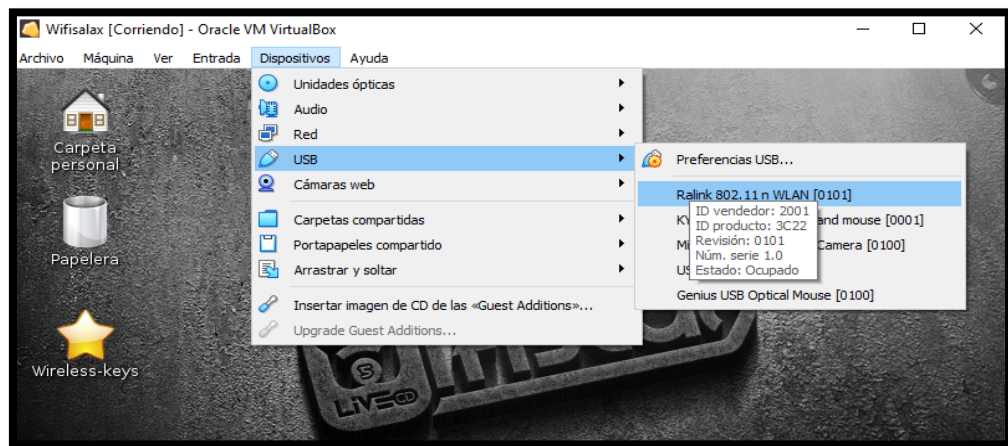 Wifisalax [Corriendo] - Oracle VM VirtualBox
Archivo Máquina Ver Entrada Dispositivos Ayuda
Carpeta
personal
Papelera
Wireless-keys
Unidades ópticas
Audio
Red
USB
Cámaras web
Carpetas compartidas
Portapapeles compartido
Arrastrar y soltar
Insertar imagen de CD de las «Guest Additions»...
Upgrade Guest Additions...
Preferencias USB...
Ralink 802.11 n WLAN [0101]
and mouse [0001]
Camera [0100]
Genius USB Optical Mouse [0100]
ID vendedor: 2001
ID producto: 3C22
Revisión: 0101
Núm. serie 1.0
Estado: Ocupado
LiVE CD